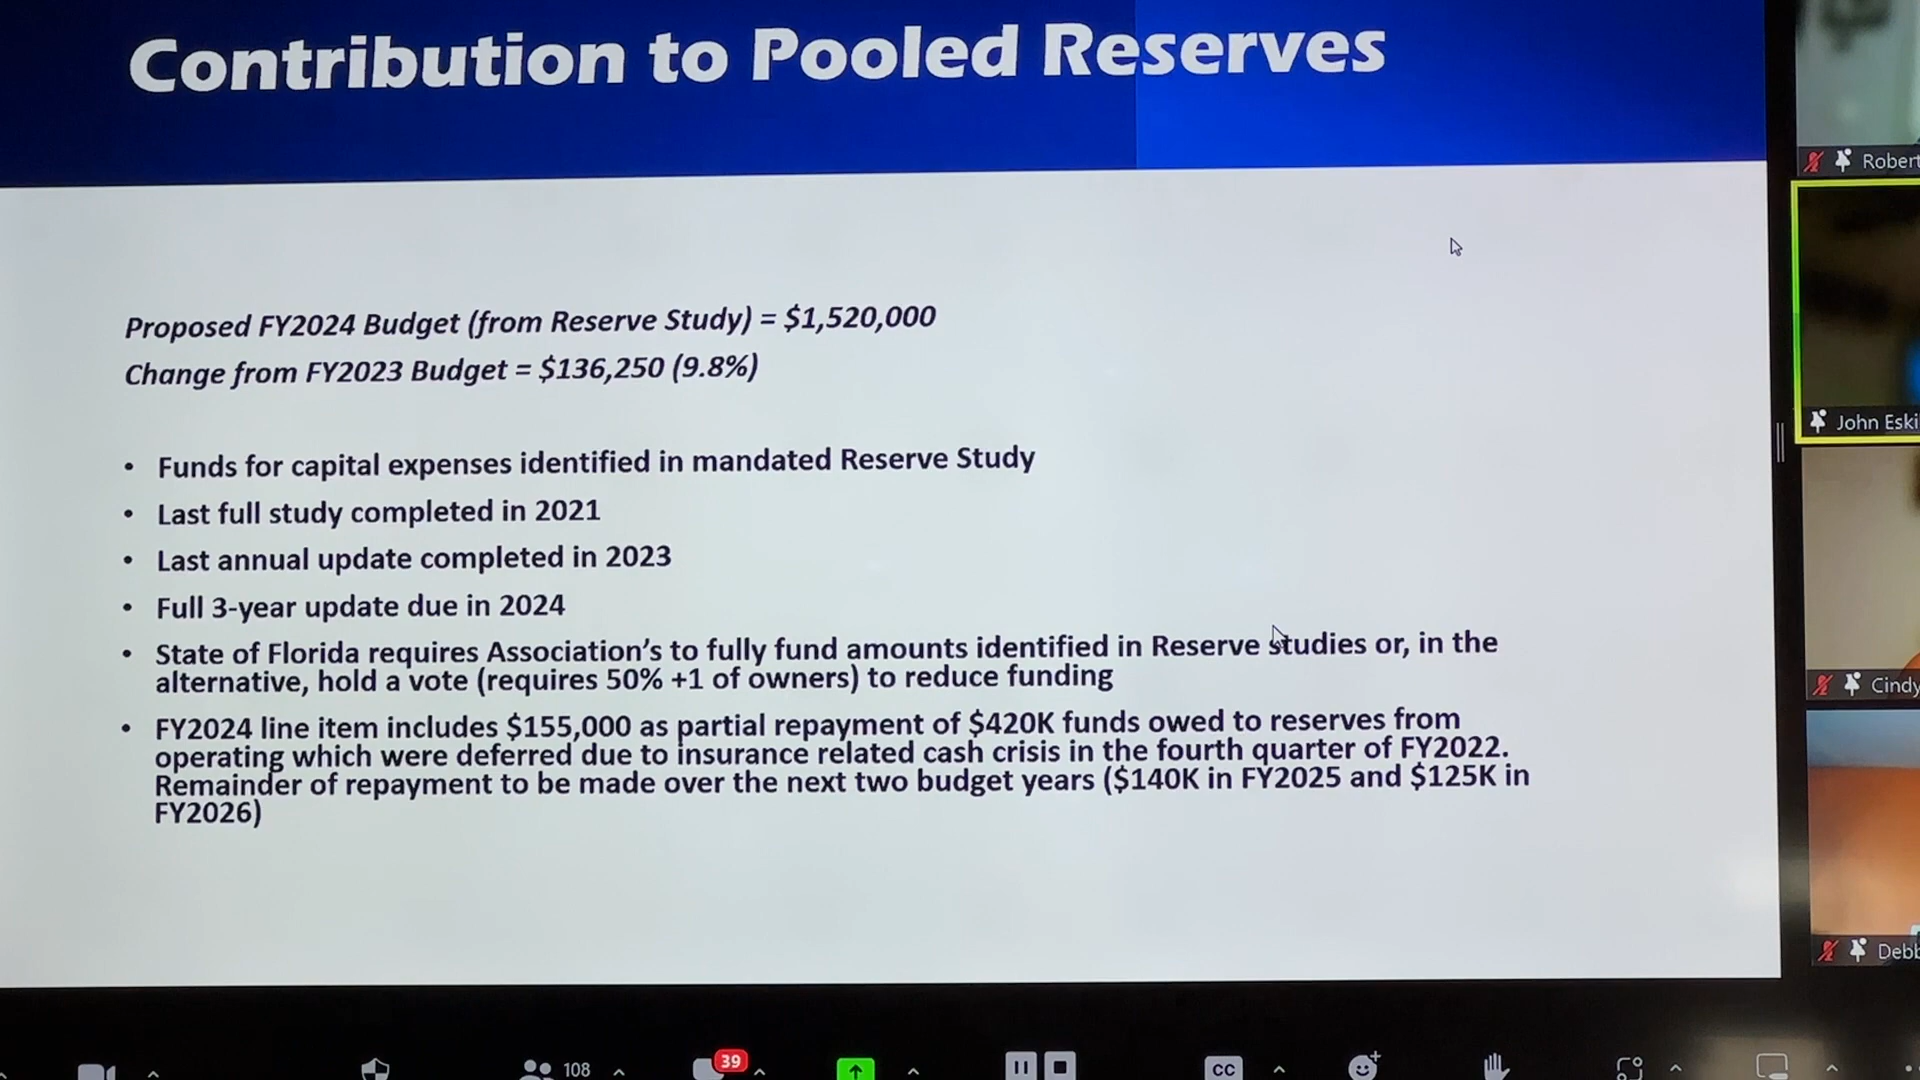 Contribution to Pooled Reserves
Proposed FY2024 Budget (from Reserve Study) = $1,520,000
Change from FY2023 Budget = $136,250 (9.8%)
• Funds for capital expenses identified in mandated Reserve Study
• Last full study completed in 2021
• Last annual update completed in 2023
• Full 3-year update due in 2024
• State of Florida requires Association's to fully fund amounts identified in Reserve studies or, in the
alternative, hold a vote (requires 50% +1 of owners) to reduce funding
• FY2024 line item includes $155,000 as partial repayment of $420K funds owed to reserves from
operating which were deferred due to insurance related cash crisis in the fourth quarter of FY2022.
Remainder of repayment to be made over the next two budget years ($140K in FY2025 and $125K in
FY2026)
Robert
John Eski
Cindy
Debb
108
39
CC